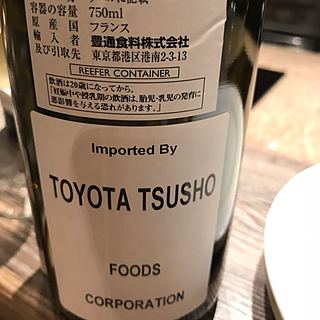 に記載
容器の容量 750ml
原産国 フランス
輸入者 豊通食料株式会社
及び引取先 東京都港区港南2-3-13
REEFER CONTAINER
飲酒は20歳になってから。
「妊娠中や授乳期の飲酒は、胎児・乳児の発育に
悪影響を与える恐れがあります。」
Imported By
TOYOTA TSUSHO
FOODS
CORPORATION